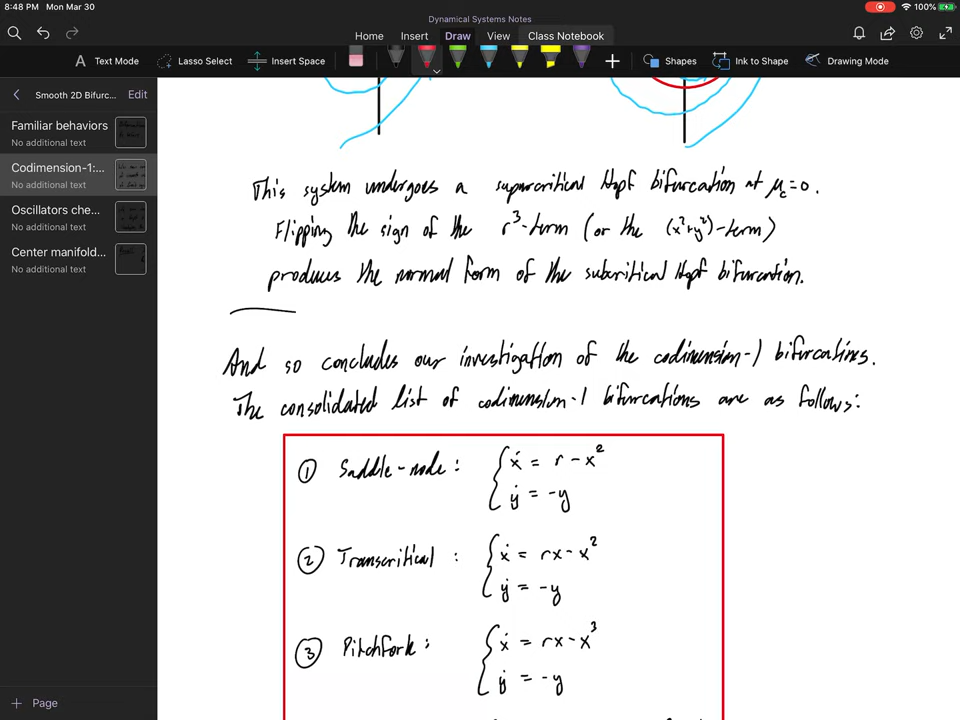 8:48 PM Mon Mar 30
100%
Dynamical Systems Notes
Home Insert Draw View Class Notebook
Text Mode Lasso Select Insert Space Shapes Ink to Shape Drawing Mode
Smooth 2D Bifurc... Edit
Familiar behaviors
No additional text
Codimension-1:...
No additional text
Oscillators che...
No additional text
Center manifold...
No additional text
Page
This system undergoes a supercritical Hopf bifurcation at μ_c=0.
Flipping the sign of the r³-term (or the (x²+y²)-term)
produces the normal form of the subcritical Hopf bifurcation.
And so concludes our investigation of the codimension-1 bifurcations.
The consolidated list of codimension-1 bifurcations are as follows:
① Saddle-node: { ẋ = r - x²
ẏ = -y
② Transcritical: { ẋ = rx - x²
ẏ = -y
③ Pitchfork: { ẋ = rx - x³
ẏ = -y